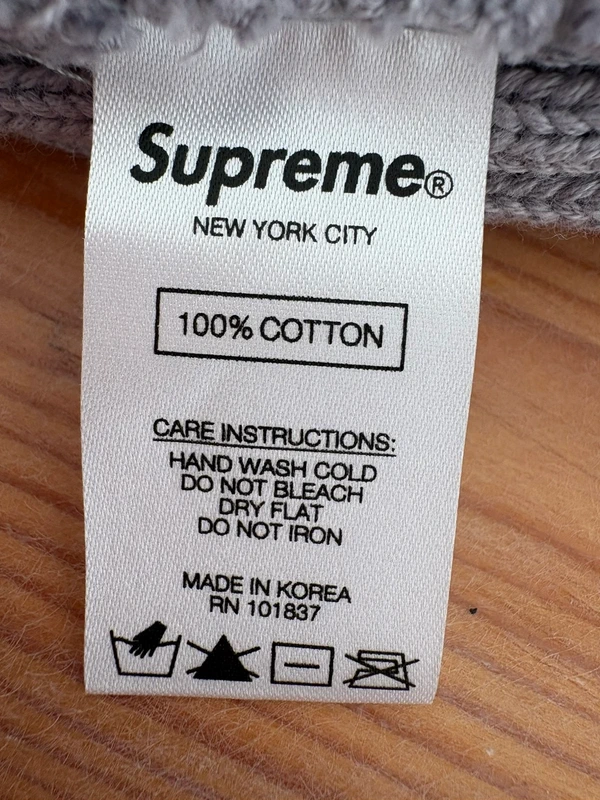 Supreme®
NEW YORK CITY
100% COTTON
CARE INSTRUCTIONS:
HAND WASH COLD
DO NOT BLEACH
DRY FLAT
DO NOT IRON
MADE IN KOREA
RN 101837